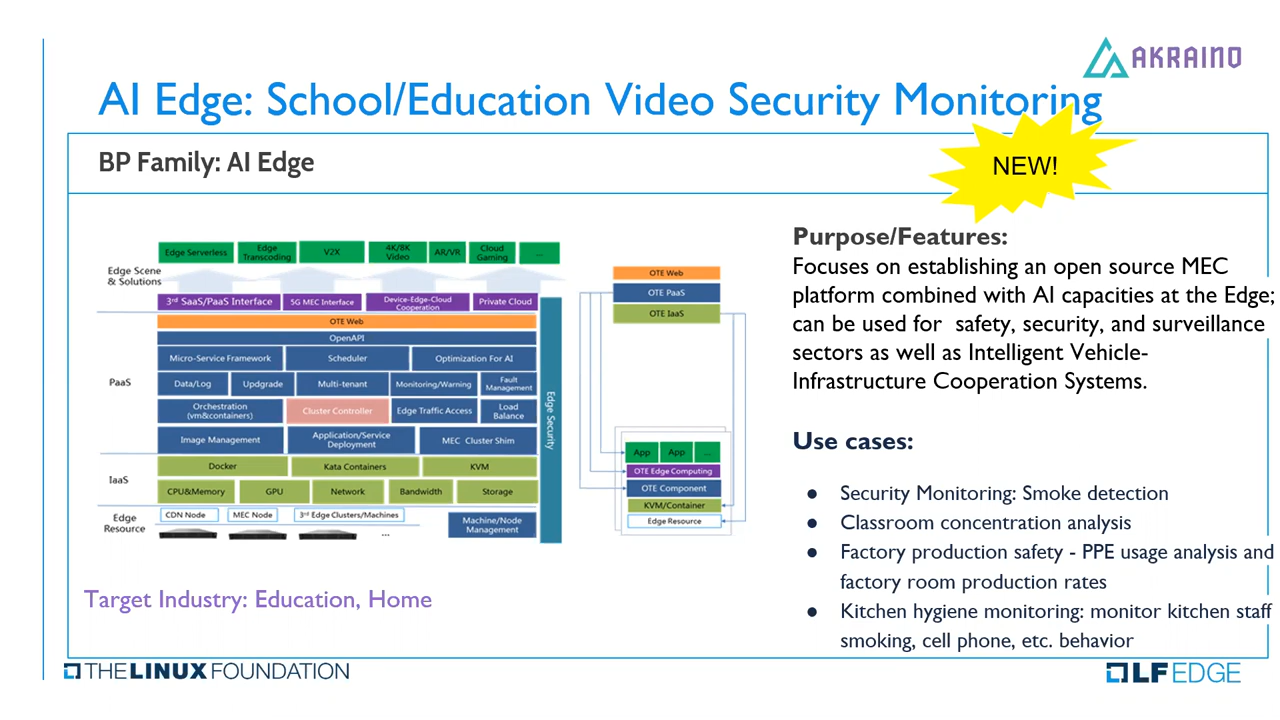 AKRAINO
AI Edge: School/Education Video Security Monitoring
BP Family: AI Edge
NEW!
Edge Scene
& Solutions
Edge Serverless
Edge
Transcoding
V2X
4K/8K
Video
AR/VR
Cloud
Gaming
...
3rd SaaS/PaaS Interface
5G MEC Interface
Device-Edge-Cloud
Cooperation
Private Cloud
PaaS
OTE Web
OpenAPI
Micro-Service Framework
Scheduler
Optimization For AI
Data/Log
Updgrade
Multi-tenant
Monitoring/Warning
Fault
Management
Orchestration
(vm&containers)
Cluster Controller
Edge Traffic Access
Load
Balance
Image Management
Application/Service
Deployment
MEC Cluster Shim
IaaS
Docker
Kata Containers
KVM
CPU&Memory
GPU
Network
Bandwidth
Storage
Edge
Resource
CDN Node
MEC Node
3rd Edge Clusters/Machines
...
Machine/Node
Management
Edge Security
OTE Web
OTE PaaS
OTE IaaS
App
App
...
OTE Edge Computing
OTE Component
KVM/Container
Edge Resource
Target Industry: Education, Home
Purpose/Features:
Focuses on establishing an open source MEC
platform combined with AI capacities at the Edge;
can be used for safety, security, and surveillance
sectors as well as Intelligent Vehicle-
Infrastructure Cooperation Systems.
Use cases:
● Security Monitoring: Smoke detection
● Classroom concentration analysis
● Factory production safety - PPE usage analysis and
factory room production rates
● Kitchen hygiene monitoring: monitor kitchen staff
smoking, cell phone, etc. behavior
THE LINUX FOUNDATION
LF EDGE